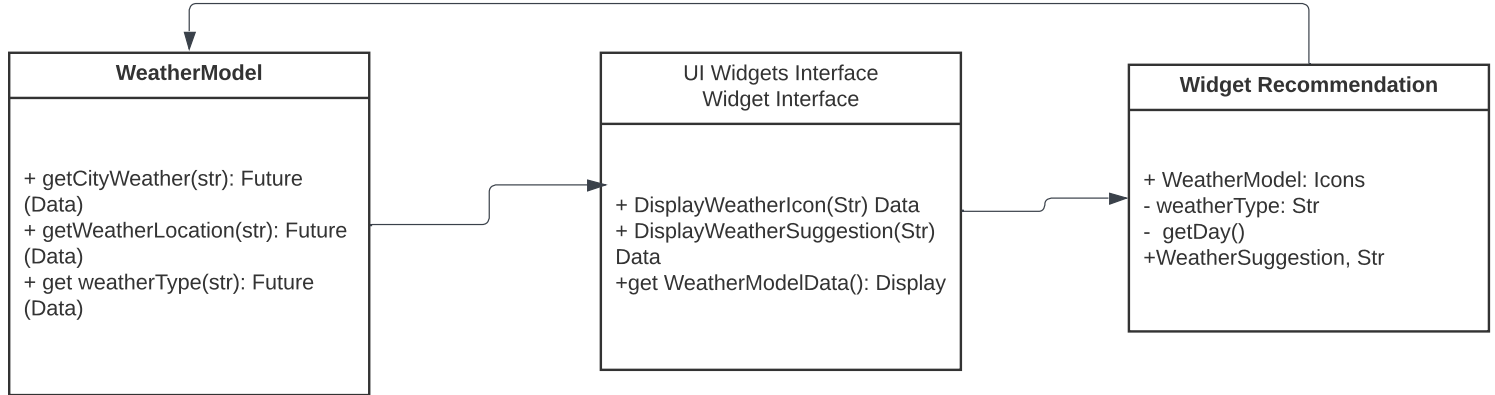 WeatherModel
+ getCityWeather(str): Future
(Data)
+ getWeatherLocation(str): Future
(Data)
+ get weatherType(str): Future
(Data)
UI Widgets Interface
Widget Interface
+ DisplayWeatherIcon(Str) Data
+ DisplayWeatherSuggestion(Str)
Data
+get WeatherModelData(): Display
Widget Recommendation
+ WeatherModel: Icons
- weatherType: Str
- getDay()
+WeatherSuggestion, Str